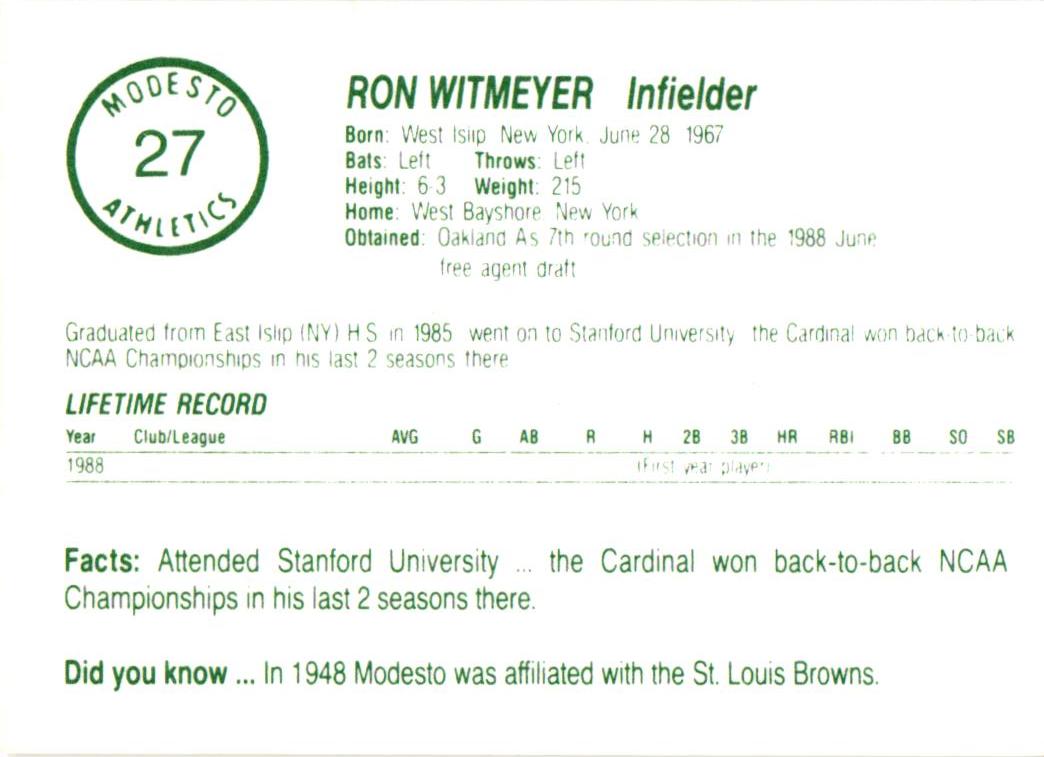 MODESTO
27
ATHLETICS
RON WITMEYER Infielder
Born: West Islip New York, June 28 1967
Bats: Left Throws: Left
Height: 6-3 Weight: 215
Home: West Bayshore New York
Obtained: Oakland As 7th round selection in the 1988 June
free agent draft
Graduated from East Islip (NY) H S in 1985 went on to Stanford University the Cardinal won back-to-back
NCAA Championships in his last 2 seasons there
LIFETIME RECORD
Year Club/League AVG G AB R H 2B 3B HR RBI BB SO SB
1988 (First year player)
Facts: Attended Stanford University ... the Cardinal won back-to-back NCAA
Championships in his last 2 seasons there.
Did you know ... In 1948 Modesto was affiliated with the St. Louis Browns.